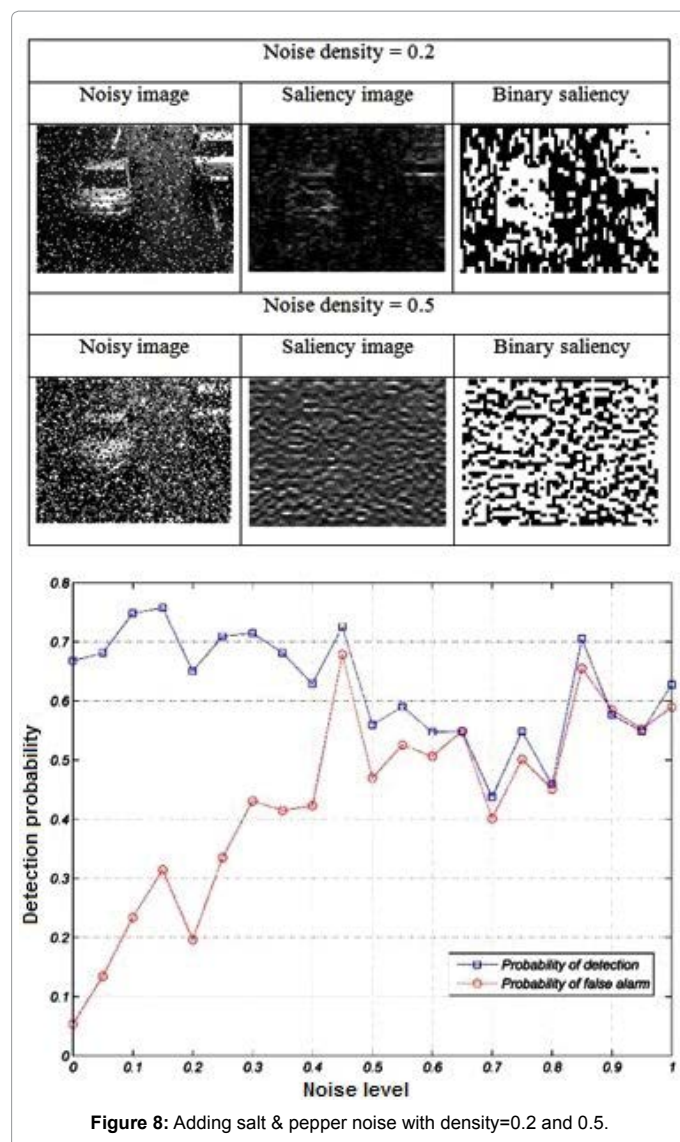 Noise density = 0.2
Noisy image Saliency image Binary saliency
Noise density = 0.5
Noisy image Saliency image Binary saliency
0.8
0.7
0.6
0.5
0.4
0.3
0.2
0.1
0
Detection probability
Probability of detection
Probability of false alarm
0 0.1 0.2 0.3 0.4 0.5 0.6 0.7 0.8 0.9 1
Noise level
Figure 8: Adding salt & pepper noise with density=0.2 and 0.5.